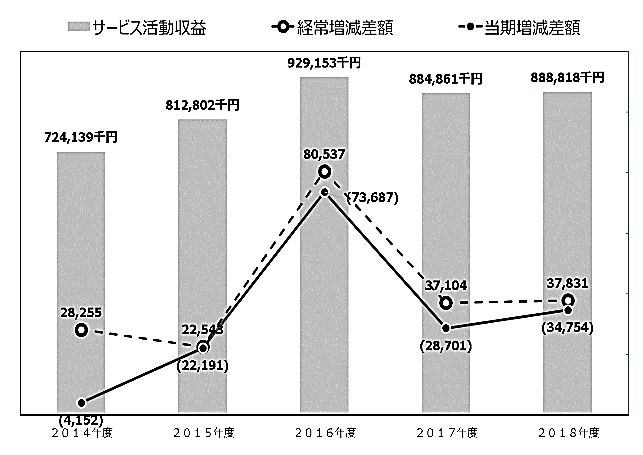 サービス活動収益 経常増減差額 当期増減差額
929,153千円
884,861千円 888,818千円
812,802千円
724,139千円
80,537
(73,687)
37,104 37,831
28,255
22,543
(34,754)
(28,701)
(22,191)
(4,152)
2014年度 2015年度 2016年度 2017年度 2018年度